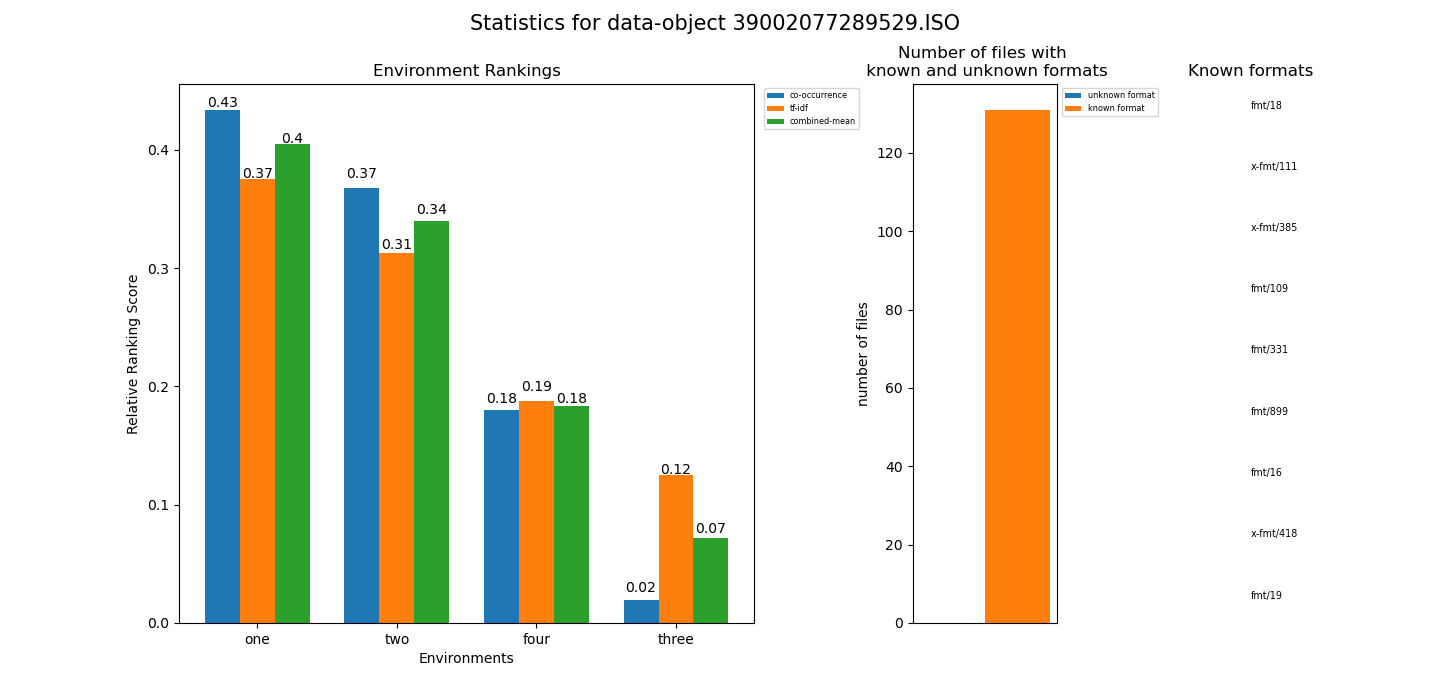 Statistics for data-object 39002077289529.ISO
Environment Rankings
Relative Ranking Score
0.4
0.3
0.2
0.1
0.0
0.43
0.37
0.4
0.37
0.31
0.34
0.18
0.19
0.18
0.02
0.12
0.07
one
two
four
three
Environments
co-occurrence
tf-idf
combined-mean
Number of files with
known and unknown formats
number of files
120
100
80
60
40
20
0
unknown format
known format
Known formats
fmt/18
x-fmt/111
x-fmt/385
fmt/109
fmt/331
fmt/899
fmt/16
x-fmt/418
fmt/19